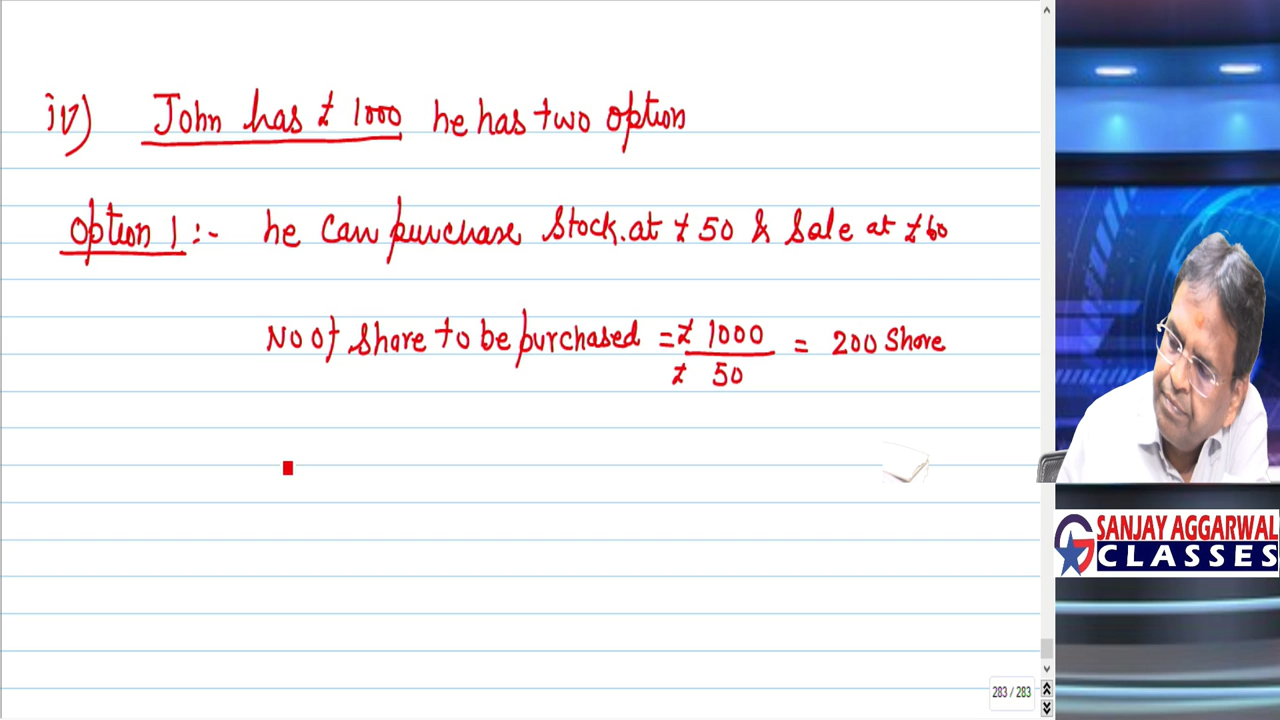 iv) John has £ 1000 he has two option
Option 1 :- he can purchase Stock. at £ 50 & Sale at £60
No of Share to be purchased = £ 1000 / £ 50 = 200 Share
283 / 283
SANJAY AGGARWAL
CLASSES